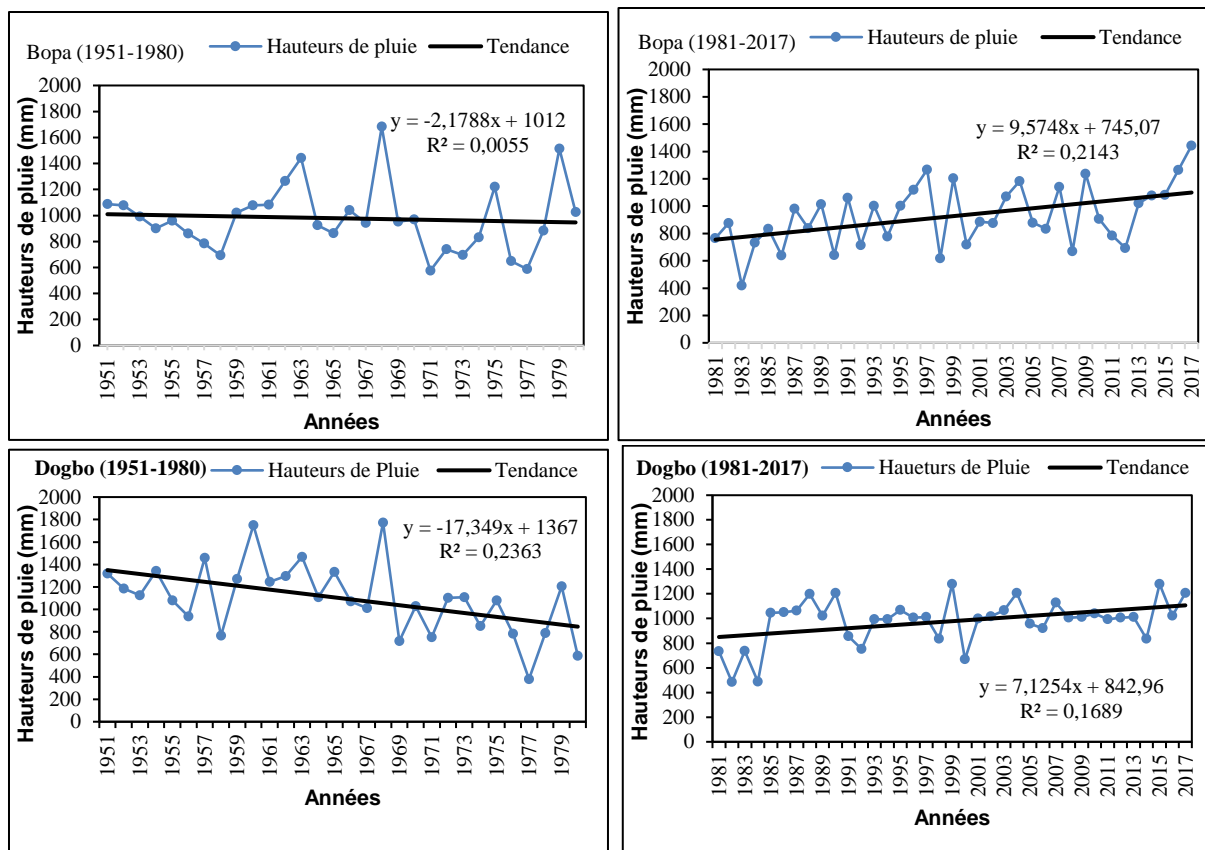 Bopa (1951-1980) Hauteurs de pluie Tendance
Hauteurs de pluie (mm)
2000
1800
1600
1400
1200
1000
800
600
400
200
0
y = -2,1788x + 1012
R² = 0,0055
1951 1953 1955 1957 1959 1961 1963 1965 1967 1969 1971 1973 1975 1977 1979
Années
Bopa (1981-2017) Hauteurs de pluie Tendance
Hauteurs de pluie (mm)
2000
1800
1600
1400
1200
1000
800
600
400
200
0
y = 9,5748x + 745,07
R² = 0,2143
1981 1983 1985 1987 1989 1991 1993 1995 1997 1999 2001 2003 2005 2007 2009 2011 2013 2015 2017
Années
Dogbo (1951-1980) Hauteurs de Pluie Tendance
Hauteurs de pluie (mm)
2000
1800
1600
1400
1200
1000
800
600
400
200
0
y = -17,349x + 1367
R² = 0,2363
1951 1953 1955 1957 1959 1961 1963 1965 1967 1969 1971 1973 1975 1977 1979
Années
Dogbo (1981-2017) Haueturs de Pluie Tendance
Hauteurs de pluie (mm)
2000
1800
1600
1400
1200
1000
800
600
400
200
0
y = 7,1254x + 842,96
R² = 0,1689
1981 1983 1985 1987 1989 1991 1993 1995 1997 1999 2001 2003 2005 2007 2009 2011 2013 2015 2017
Années